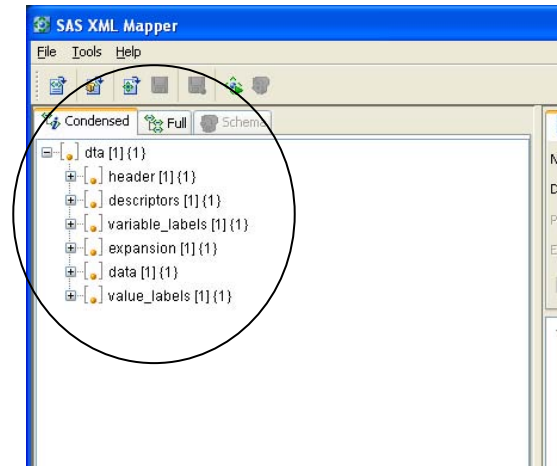 SAS XML Mapper
File Tools Help
Condensed Full Schema
dta [1] {1}
header [1] {1}
descriptors [1] {1}
variable_labels [1] {1}
expansion [1] {1}
data [1] {1}
value_labels [1] {1}